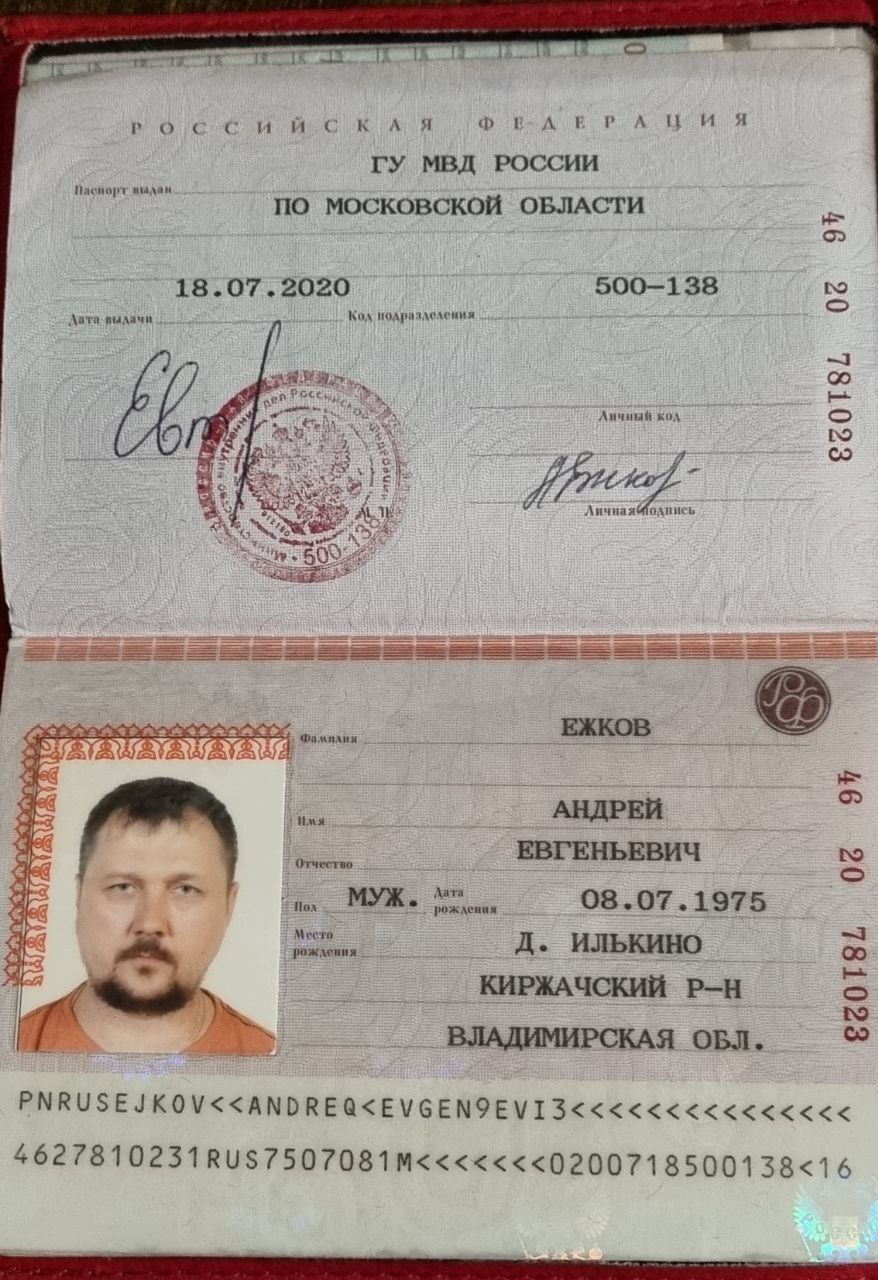 РОССИЙСКАЯ ФЕДЕРАЦИЯ
Паспорт выдан ГУ МВД РОССИИ
ПО МОСКОВСКОЙ ОБЛАСТИ
Дата выдачи 18.07.2020 Код подразделения 500-138
Личный код
Личная подпись
М.П.
500-138
46 20 781023
РФ
Фамилия ЕЖКОВ
Имя АНДРЕЙ
Отчество ЕВГЕНЬЕВИЧ
Пол МУЖ. Дата рождения 08.07.1975
Место рождения Д. ИЛЬКИНО
КИРЖАЧСКИЙ Р-Н
ВЛАДИМИРСКАЯ ОБЛ.
46 20 781023
PNRUSEJKOV<<ANDREQ<EVGEN9EVI3<<<<<<<<<<<<<<<
4627810231RUS7507081M<<<<<<<0200718500138<16